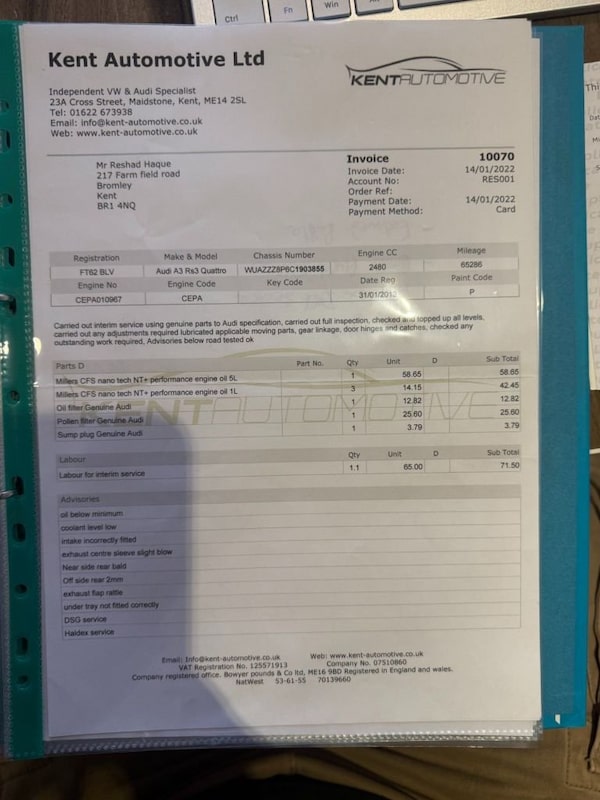 Ctrl
Fn
Win
Kent Automotive Ltd
KENTAUTOMOTIVE
Independent VW & Audi Specialist
23A Cross Street, Maidstone, Kent, ME14 2SL
Tel: 01622 673938
Email: info@kent-automotive.co.uk
Web: www.kent-automotive.co.uk
Mr Reshad Haque
217 Farm field road
Bromley
Kent
BR1 4NQ
Invoice 10070
Invoice Date: 14/01/2022
Account No: RES001
Order Ref:
Payment Date: 14/01/2022
Payment Method: Card
Registration Make & Model Chassis Number Engine CC Mileage
FT62 BLV Audi A3 Rs3 Quattro WUAZZZ8P6C1903855 2480 65286
Engine No Engine Code Key Code Date Reg Paint Code
CEPA010967 CEPA 31/01/2013 P
Carried out interim service using genuine parts to Audi specification, carried out full inspection, checked and topped up all levels,
carried out any adjustments required lubricated applicable moving parts, gear linkage, door hinges and catches, checked any
outstanding work required, Advisories below road tested ok
Parts D Part No. Qty Unit D Sub Total
Millers CFS nano tech NT+ performance engine oil 5L 1 58.65 58.65
Millers CFS nano tech NT+ performance engine oil 1L 3 14.15 42.45
Oil filter Genuine Audi 1 12.82 12.82
Pollen filter Genuine Audi 1 25.60 25.60
Sump plug Genuine Audi 1 3.79 3.79
KENTAUTOMOTIVE
Labour Qty Unit D Sub Total
Labour for interim service 1.1 65.00 71.50
Advisories
oil below minimum
coolant level low
intake incorrectly fitted
exhaust centre sleeve slight blow
Near side rear bald
Off side rear 2mm
exhaust flap rattle
under tray not fitted correctly
DSG service
Haldex service
Email: Info@kent-automotive.co.uk Web: www.kent-automotive.co.uk
VAT Registration No. 125571913 Company No. 07510860
Company registered office. Bowyer pounds & Co ltd, ME16 9BD Registered in England and wales.
NatWest 53-61-55 70139660